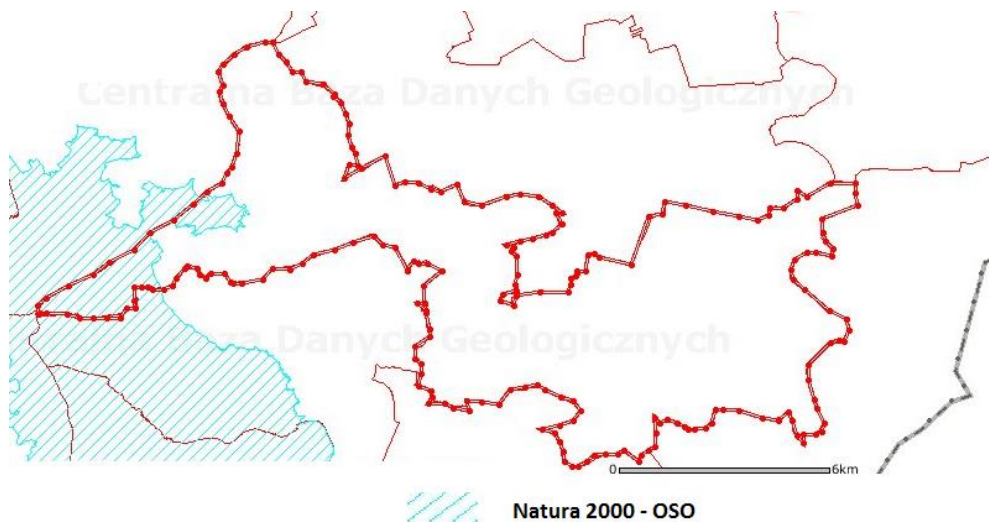 Centralna Baza Danych Geologicznych
Baza Danych Geologicznych
0 6km
Natura 2000 - OSO